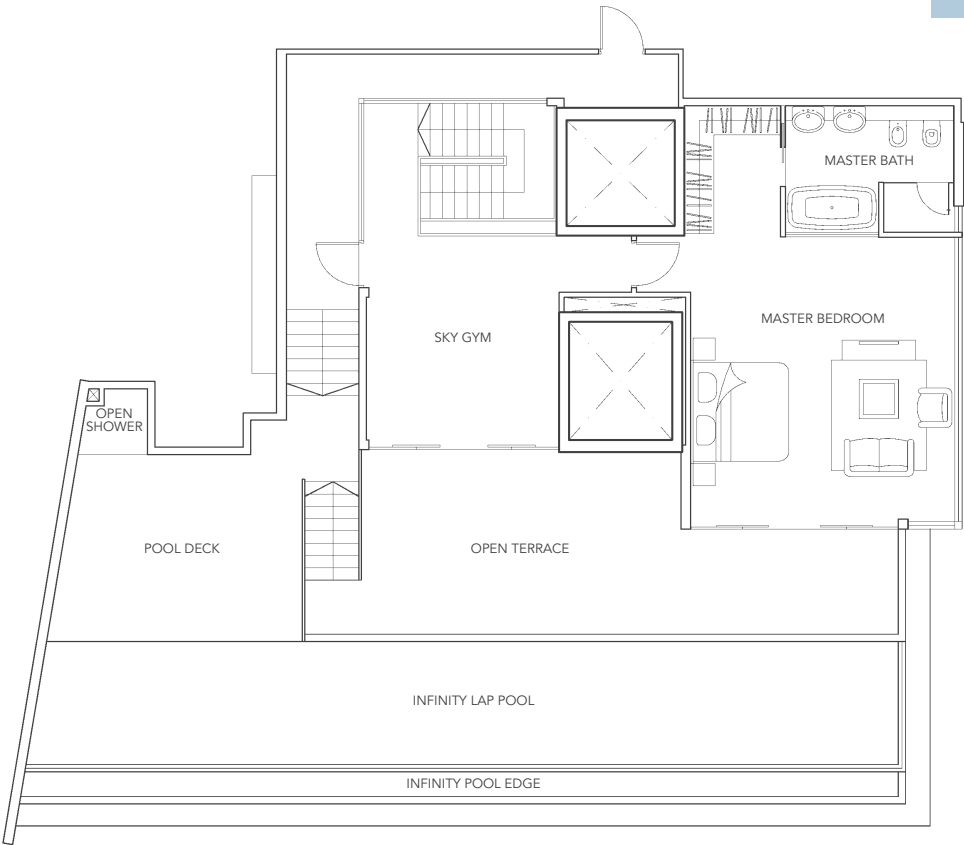 MASTER BATH
MASTER BEDROOM
SKY GYM
OPEN
SHOWER
POOL DECK
OPEN TERRACE
INFINITY LAP POOL
INFINITY POOL EDGE